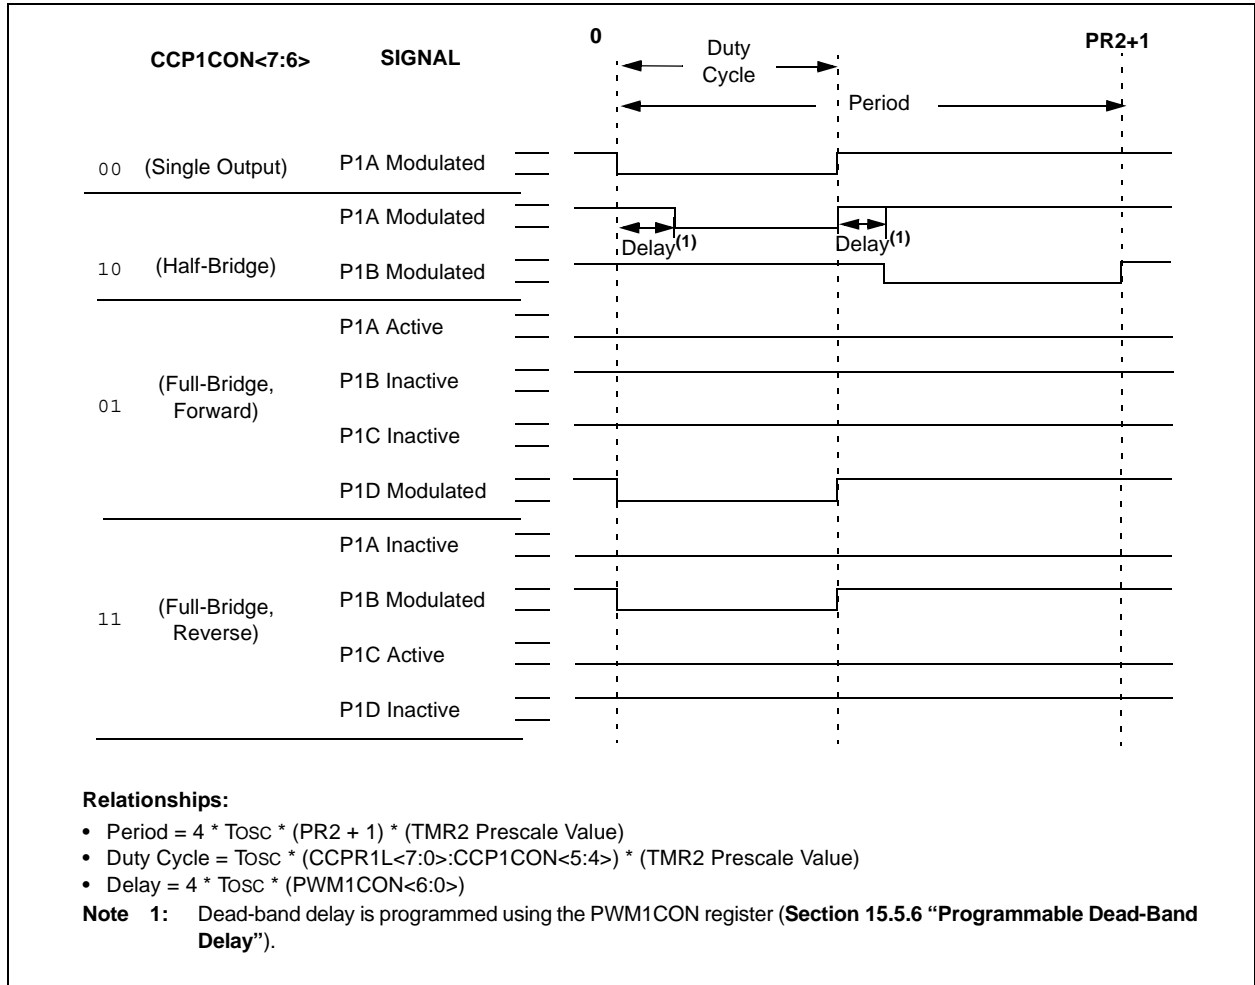 CCP1CON<7:6>
SIGNAL
0
Duty
Cycle
PR2+1
Period
00 (Single Output) P1A Modulated
P1A Modulated
Delay(1) Delay(1)
10 (Half-Bridge) P1B Modulated
P1A Active
(Full-Bridge,
Forward)
P1B Inactive
01
P1C Inactive
P1D Modulated
P1A Inactive
(Full-Bridge,
Reverse)
P1B Modulated
11
P1C Active
P1D Inactive
Relationships:
• Period = 4 * TOSC * (PR2 + 1) * (TMR2 Prescale Value)
• Duty Cycle = TOSC * (CCPR1L<7:0>:CCP1CON<5:4>) * (TMR2 Prescale Value)
• Delay = 4 * TOSC * (PWM1CON<6:0>)
Note 1: Dead-band delay is programmed using the PWM1CON register (Section 15.5.6 “Programmable Dead-Band
Delay”).